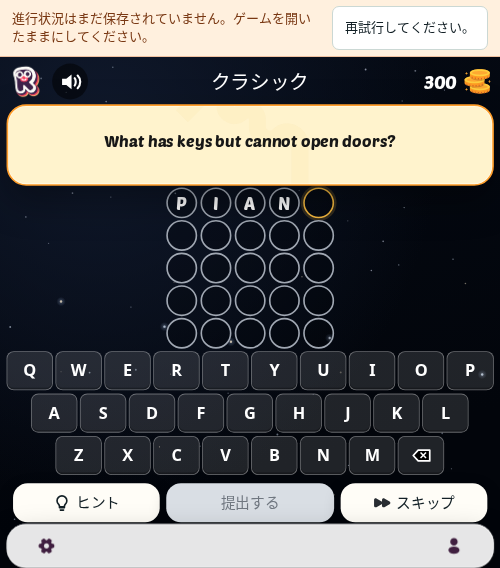 進行状況はまだ保存されていません。ゲームを開い
たままにしてください。
再試行してください。
クラシック
300
What has keys but cannot open doors?
P I A N
Q W E R T Y U I O P
A S D F G H J K L
Z X C V B N M
ヒント
提出する
スキップ